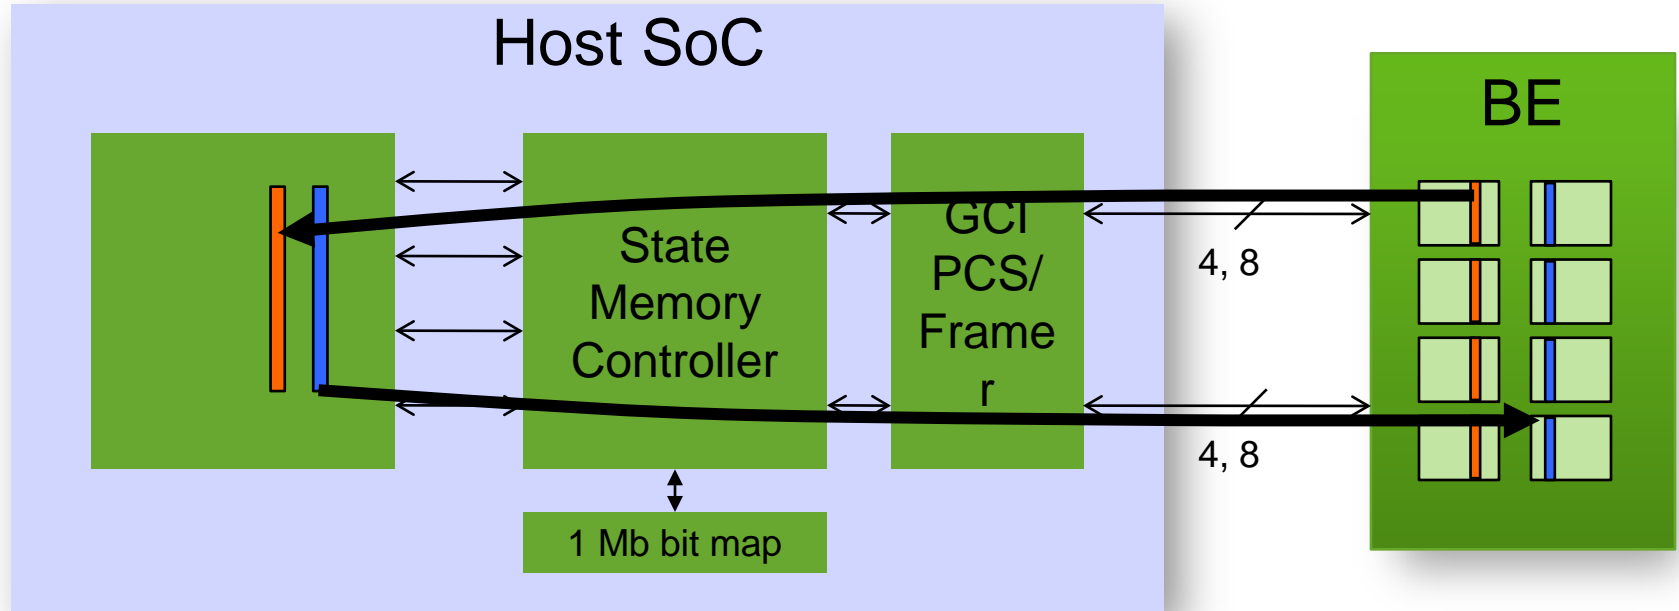 Host SoC
BE
State
Memory
Controller
GCI
PCS/
Frame
r
4, 8
4, 8
1 Mb bit map